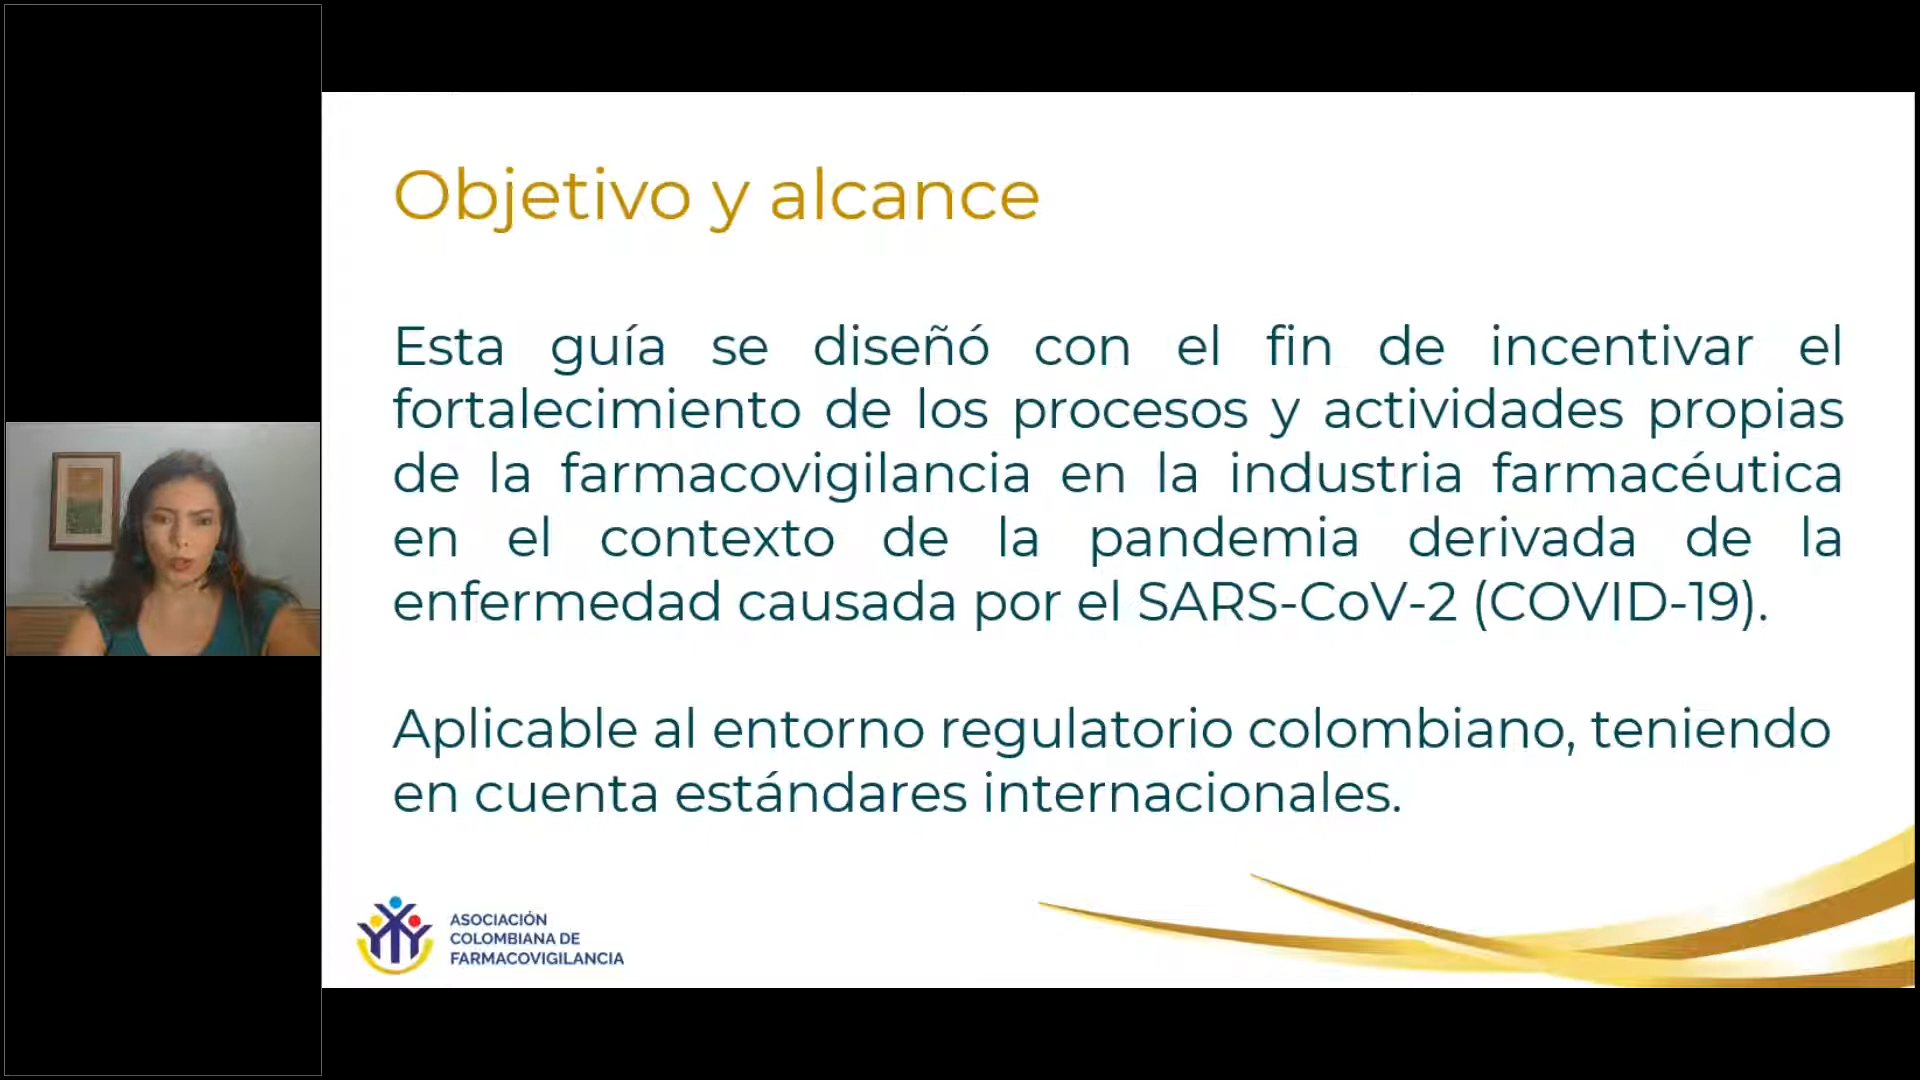 Objetivo y alcance
Esta guía se diseñó con el fin de incentivar el
fortalecimiento de los procesos y actividades propias
de la farmacovigilancia en la industria farmacéutica
en el contexto de la pandemia derivada de la
enfermedad causada por el SARS-CoV-2 (COVID-19).
Aplicable al entorno regulatorio colombiano, teniendo
en cuenta estándares internacionales.
ASOCIACIÓN
COLOMBIANA DE
FARMACOVIGILANCIA